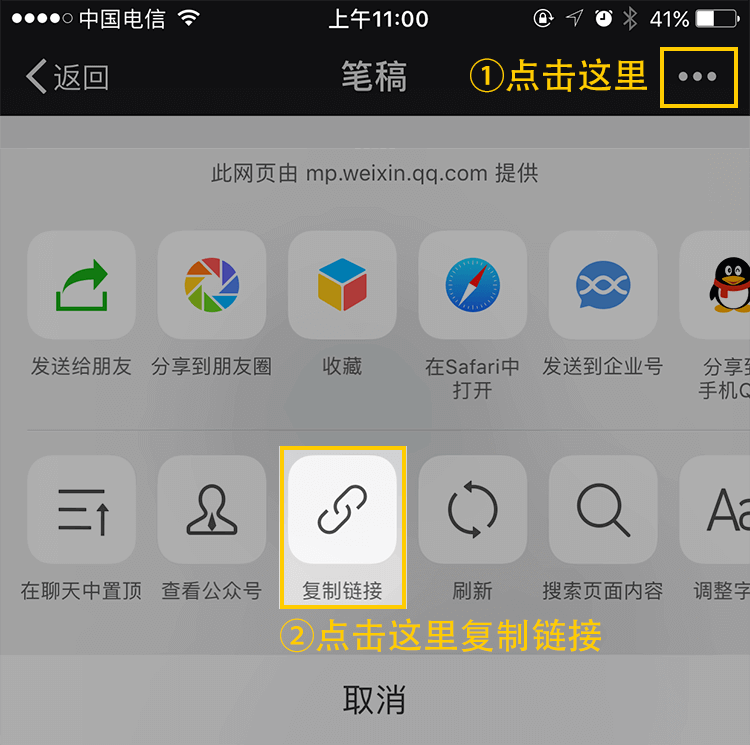 中国电信 上午11:00 41%
返回 笔稿 ①点击这里
此网页由 mp.weixin.qq.com 提供
发送给朋友 分享到朋友圈 收藏 在Safari中 发送到企业号 分享到
打开 手机Q
在聊天中置顶 查看公众号 复制链接 刷新 搜索页面内容 调整字
②点击这里复制链接
取消